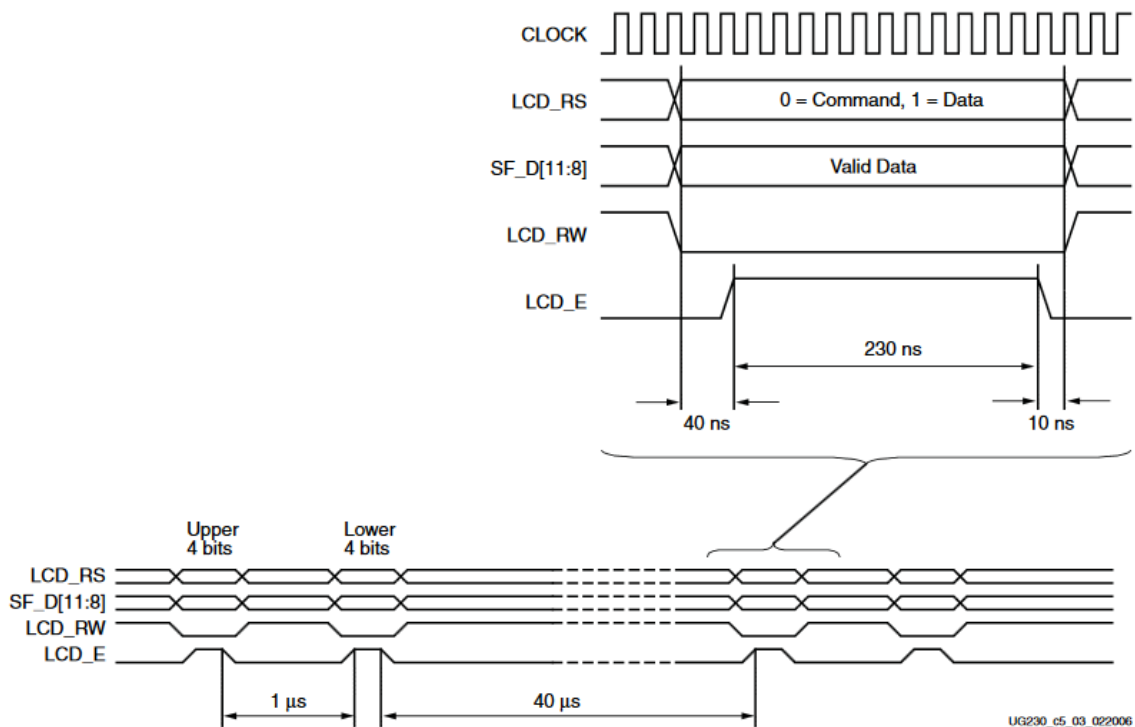 CLOCK
LCD_RS
0 = Command, 1 = Data
SF_D[11:8]
Valid Data
LCD_RW
LCD_E
230 ns
40 ns
10 ns
Upper
4 bits
Lower
4 bits
LCD_RS
SF_D[11:8]
LCD_RW
LCD_E
1 μs
40 μs
UG230_c5_03_022006